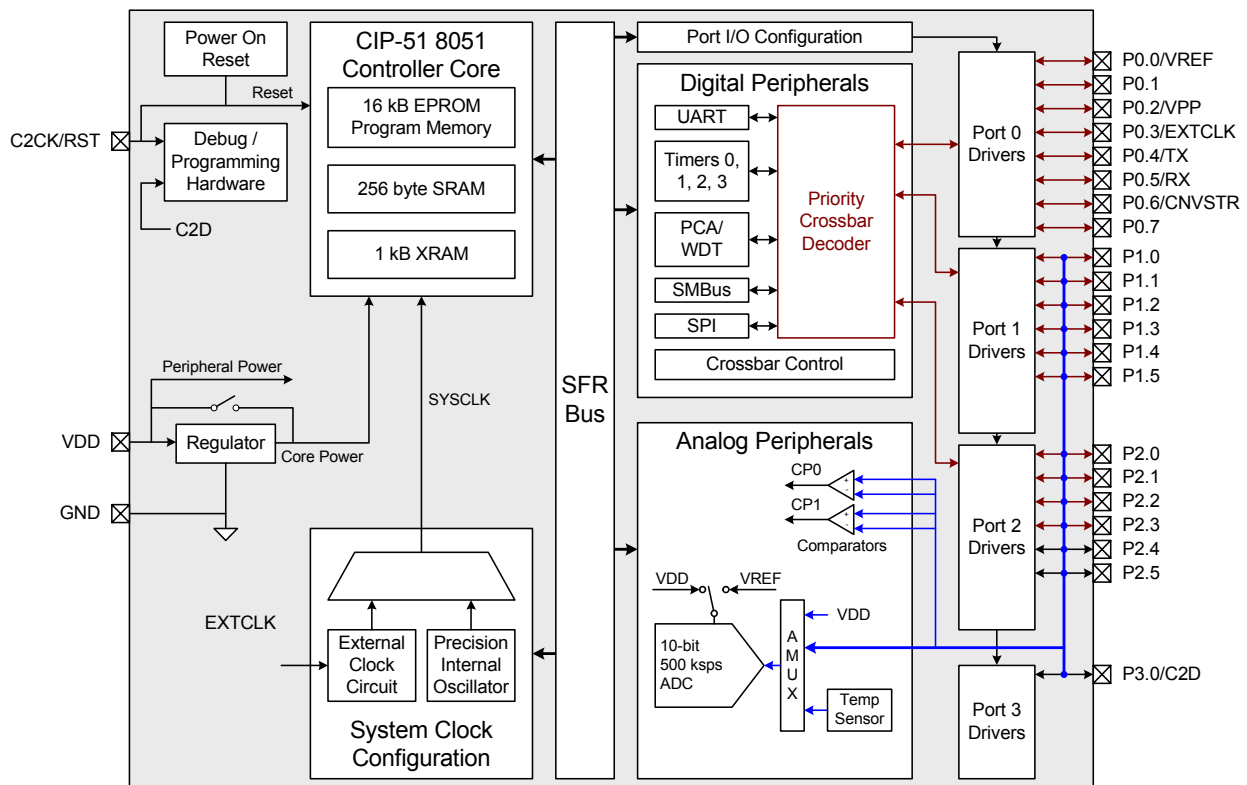 Power On
Reset
Reset
C2CK/RST
Debug /
Programming
Hardware
C2D
CIP-51 8051
Controller Core
16 kB EPROM
Program Memory
256 byte SRAM
1 kB XRAM
Peripheral Power
VDD
Regulator
Core Power
GND
SYSCLK
EXTCLK
External
Clock
Circuit
Precision
Internal
Oscillator
System Clock
Configuration
SFR
Bus
Port I/O Configuration
Digital Peripherals
UART
Timers 0,
1, 2, 3
PCA/
WDT
SMBus
SPI
Priority
Crossbar
Decoder
Crossbar Control
Analog Peripherals
CP0
+
-
CP1
+
-
Comparators
VDD
VREF
10-bit
500 ksps
ADC
A
M
U
X
VDD
Temp
Sensor
Port 0
Drivers
Port 1
Drivers
Port 2
Drivers
Port 3
Drivers
P0.0/VREF
P0.1
P0.2/VPP
P0.3/EXTCLK
P0.4/TX
P0.5/RX
P0.6/CNVSTR
P0.7
P1.0
P1.1
P1.2
P1.3
P1.4
P1.5
P2.0
P2.1
P2.2
P2.3
P2.4
P2.5
P3.0/C2D